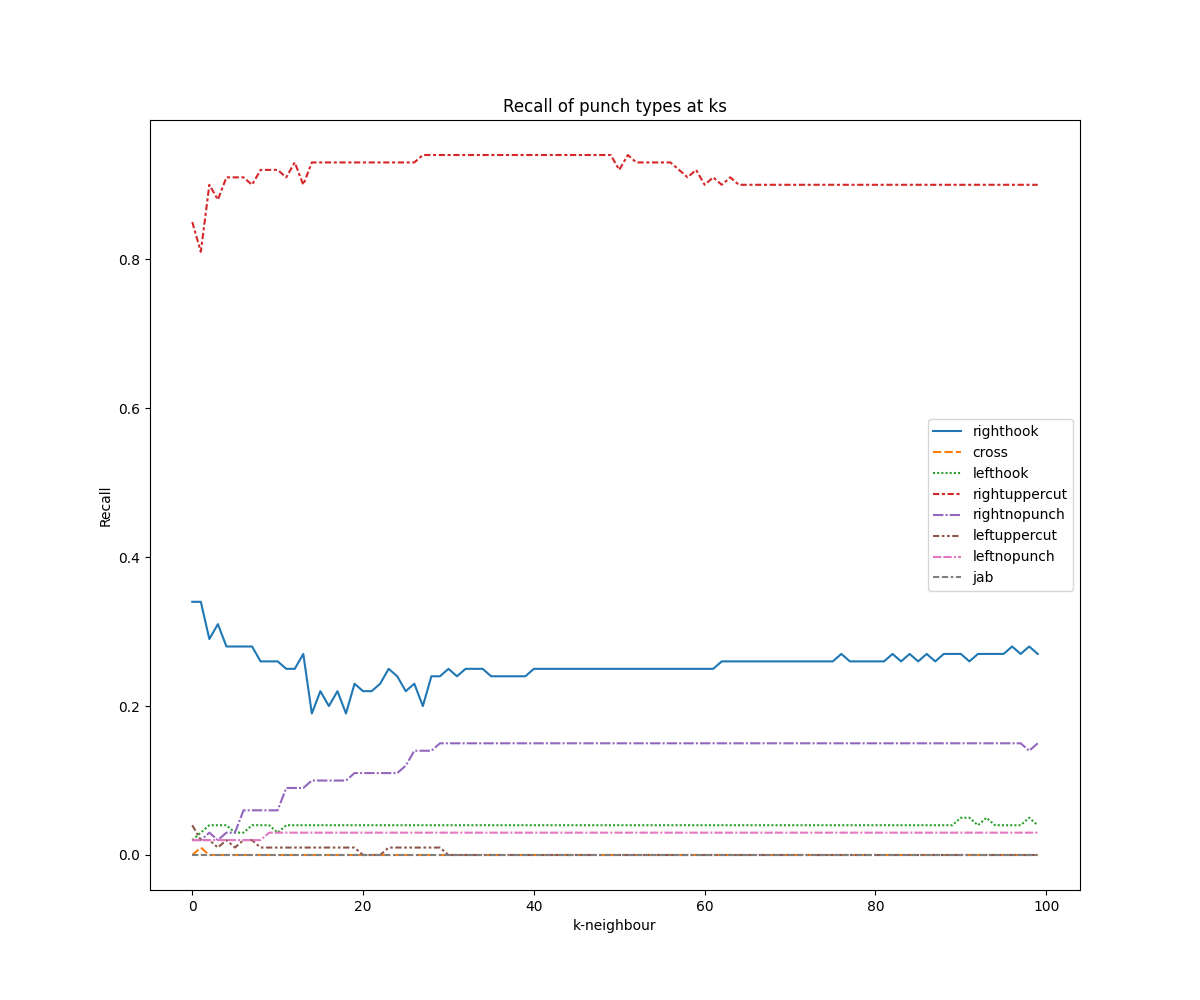 Recall of punch types at ks
0.8
0.6
0.4
0.2
0.0
Recall
righthook
cross
lefthook
rightuppercut
rightnopunch
leftuppercut
leftnopunch
jab
0 20 40 60 80 100
k-neighbour